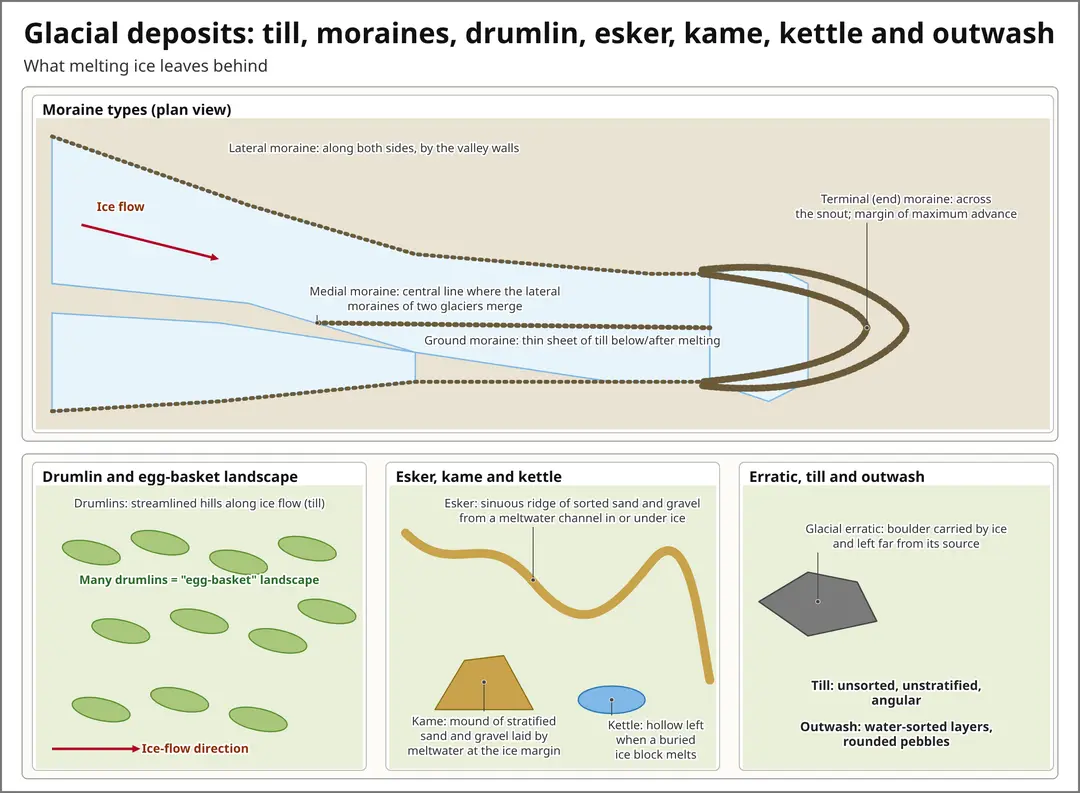 Glacial deposits: till, moraines, drumlin, esker, kame, kettle and outwash
What melting ice leaves behind
Moraine types (plan view)
Lateral moraine: along both sides, by the valley walls
Ice flow
Terminal (end) moraine: across
the snout; margin of maximum advance
Medial moraine: central line where the lateral
moraines of two glaciers merge
Ground moraine: thin sheet of till below/after melting
Drumlin and egg-basket landscape
Drumlins: streamlined hills along ice flow (till)
Many drumlins = "egg-basket" landscape
Ice-flow direction
Esker, kame and kettle
Esker: sinuous ridge of sorted sand and gravel
from a meltwater channel in or under ice
Kame: mound of stratified
sand and gravel laid by
meltwater at the ice margin
Kettle: hollow left
when a buried
ice block melts
Erratic, till and outwash
Glacial erratic: boulder carried by ice
and left far from its source
Till: unsorted, unstratified,
angular
Outwash: water-sorted layers,
rounded pebbles